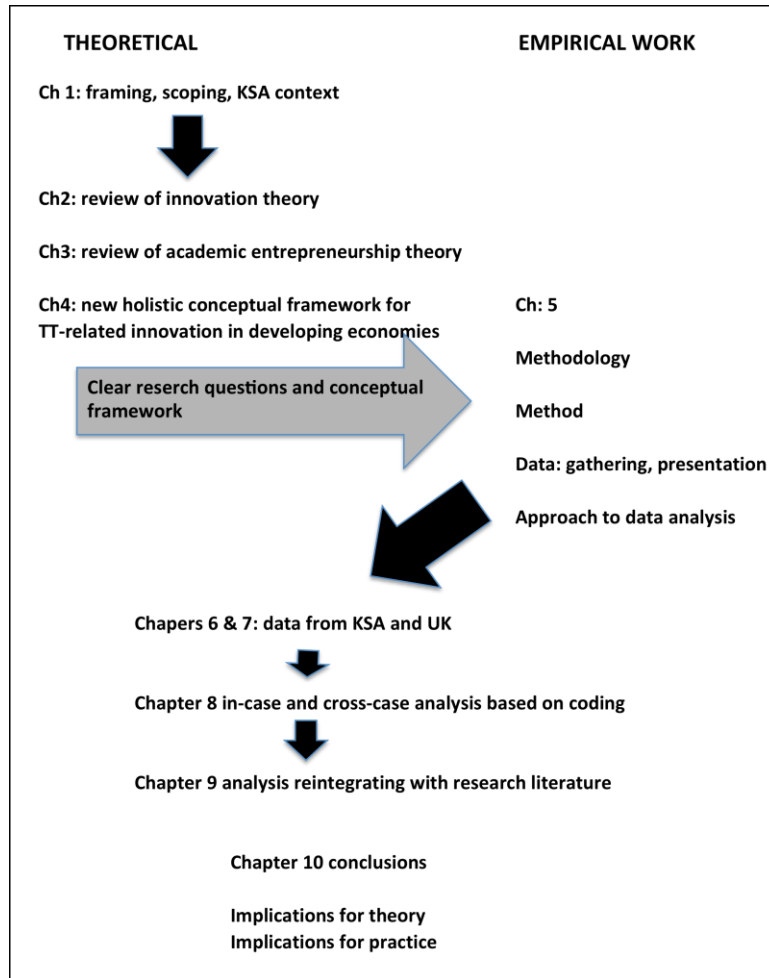 THEORETICAL
EMPIRICAL WORK
Ch 1: framing, scoping, KSA context
Ch2: review of innovation theory
Ch3: review of academic entrepreneurship theory
Ch4: new holistic conceptual framework for
TT-related innovation in developing economies
Clear reserch questions and conceptual
framework
Ch: 5
Methodology
Method
Data: gathering, presentation
Approach to data analysis
Chapers 6 & 7: data from KSA and UK
Chapter 8 in-case and cross-case analysis based on coding
Chapter 9 analysis reintegrating with research literature
Chapter 10 conclusions
Implications for theory
Implications for practice